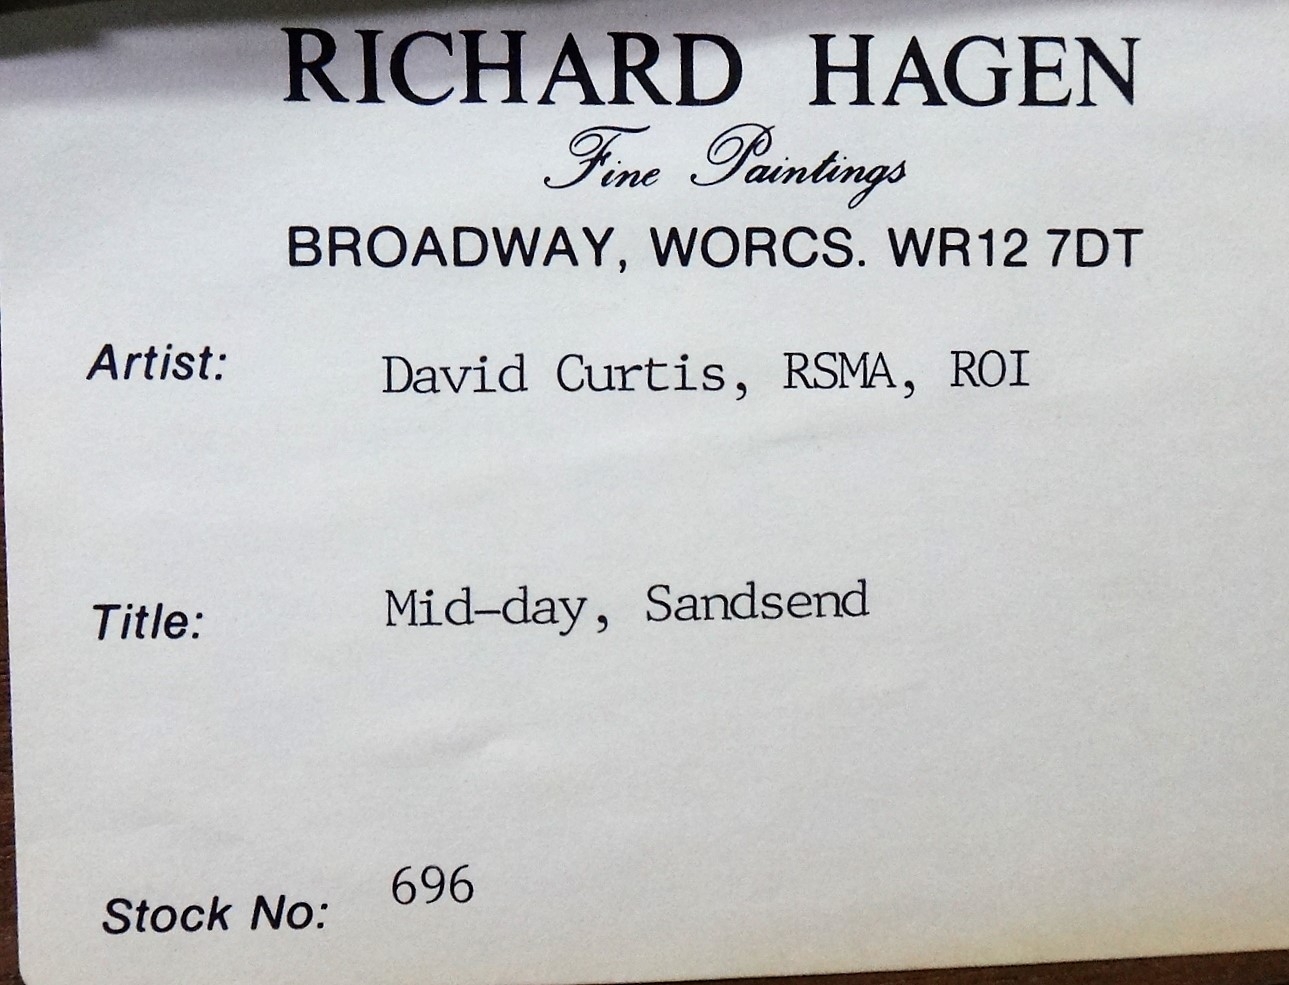 RICHARD HAGEN
Fine Paintings
BROADWAY, WORCS. WR12 7DT
Artist: David Curtis, RSMA, ROI
Title: Mid-day, Sandsend
Stock No: 696